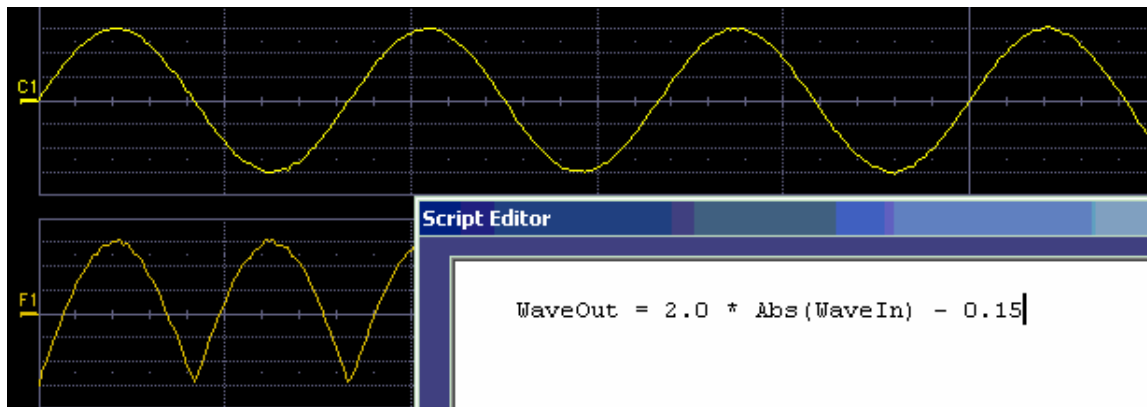 C1
Script Editor
F1
WaveOut = 2.0 * Abs(WaveIn) - 0.15